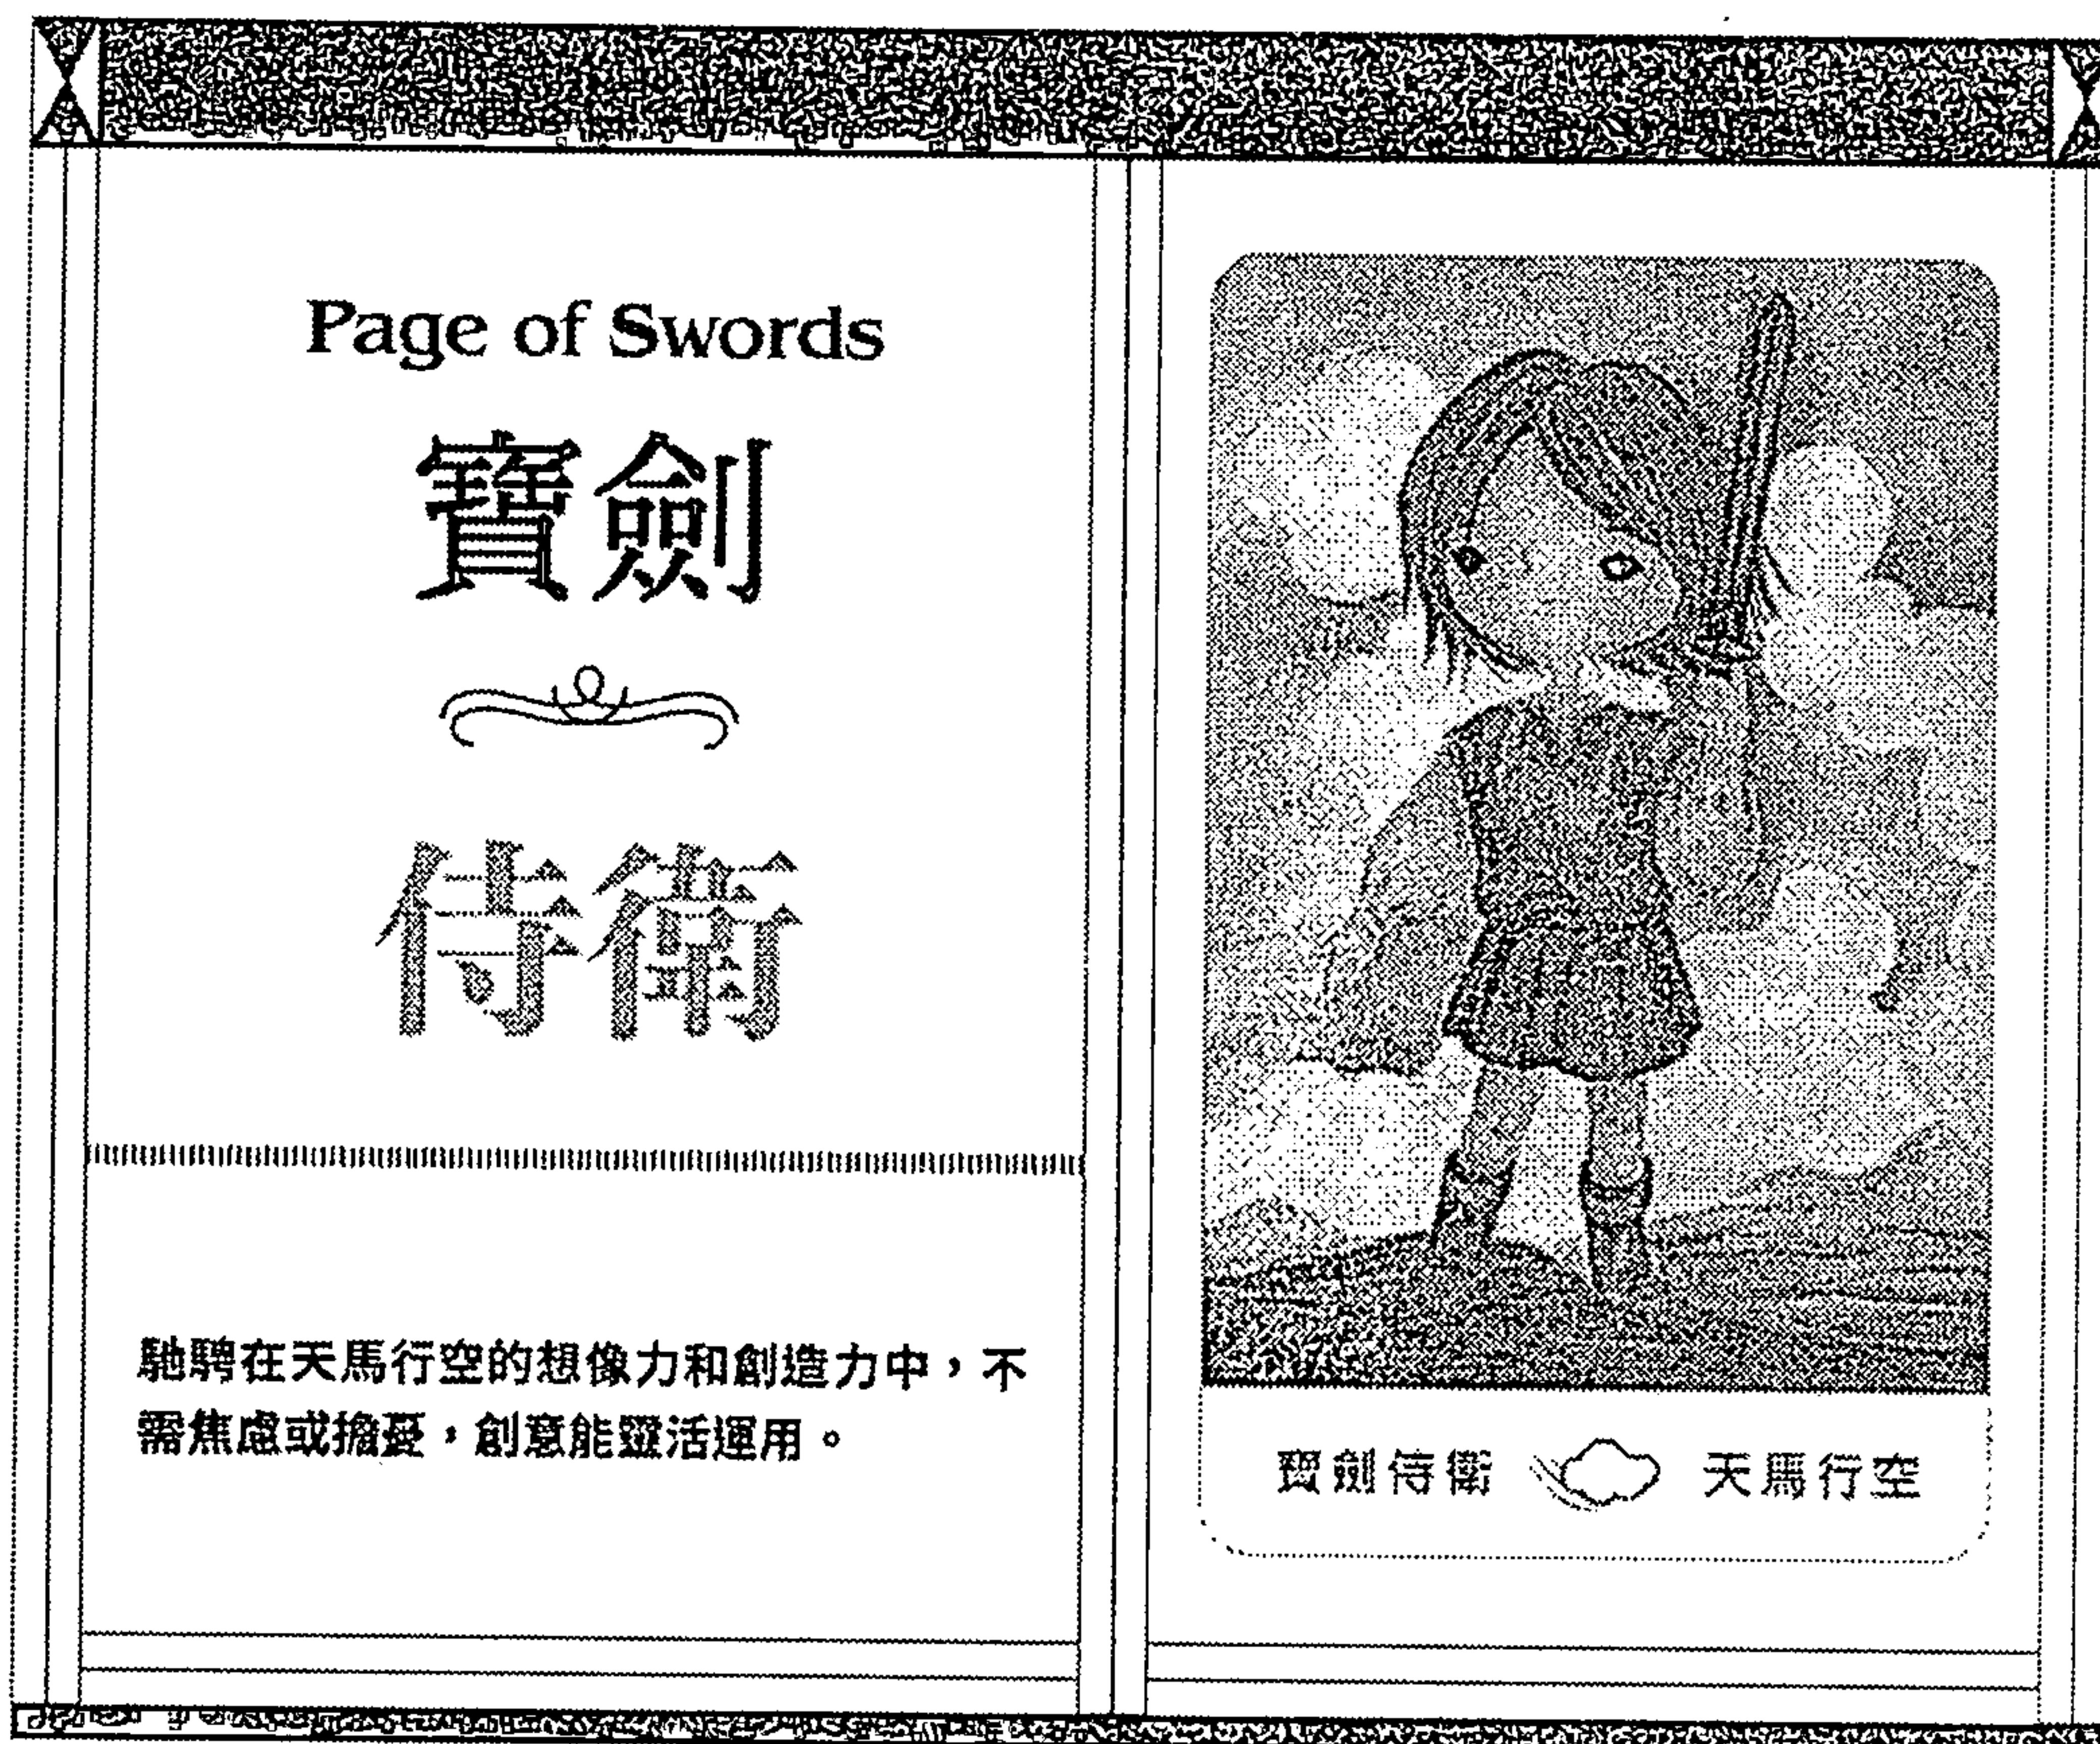 Page of Swords
寶劍
侍衛
馳騁在天馬行空的想像力和創造力中，不
需焦慮或擔憂，創意能靈活運用。
寶劍侍衛 天馬行空